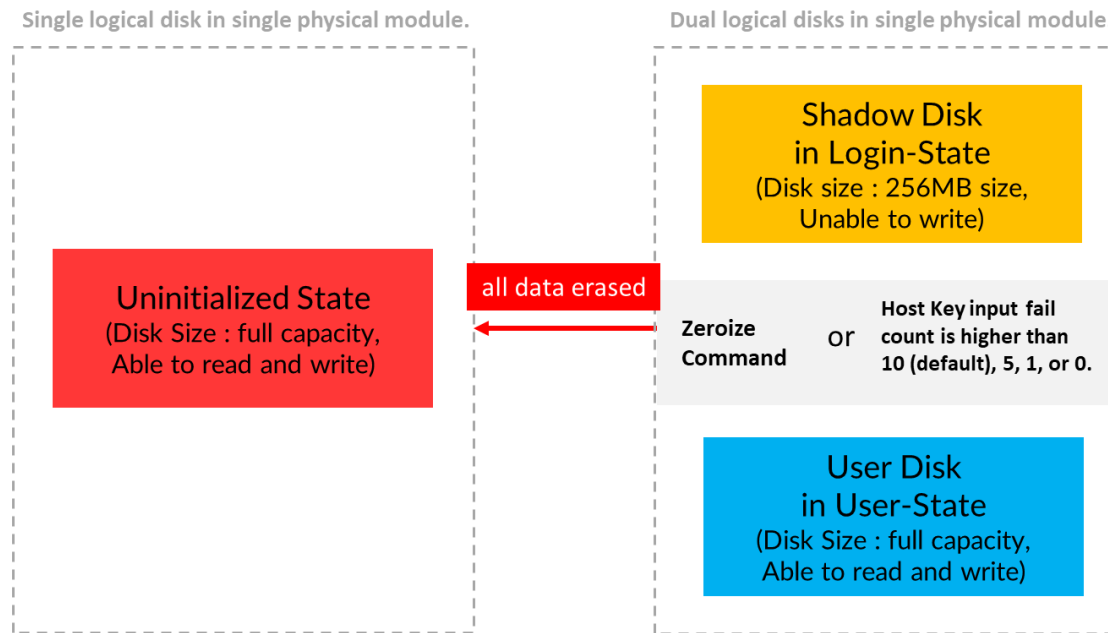 Single logical disk in single physical module.
Dual logical disks in single physical module
Shadow Disk
in Login-State
(Disk size : 256MB size,
Unable to write)
Uninitialized State
(Disk Size : full capacity,
Able to read and write)
all data erased
Zeroize
Command
or
Host Key input fail
count is higher than
10 (default), 5, 1, or 0.
User Disk
in User-State
(Disk Size : full capacity,
Able to read and write)